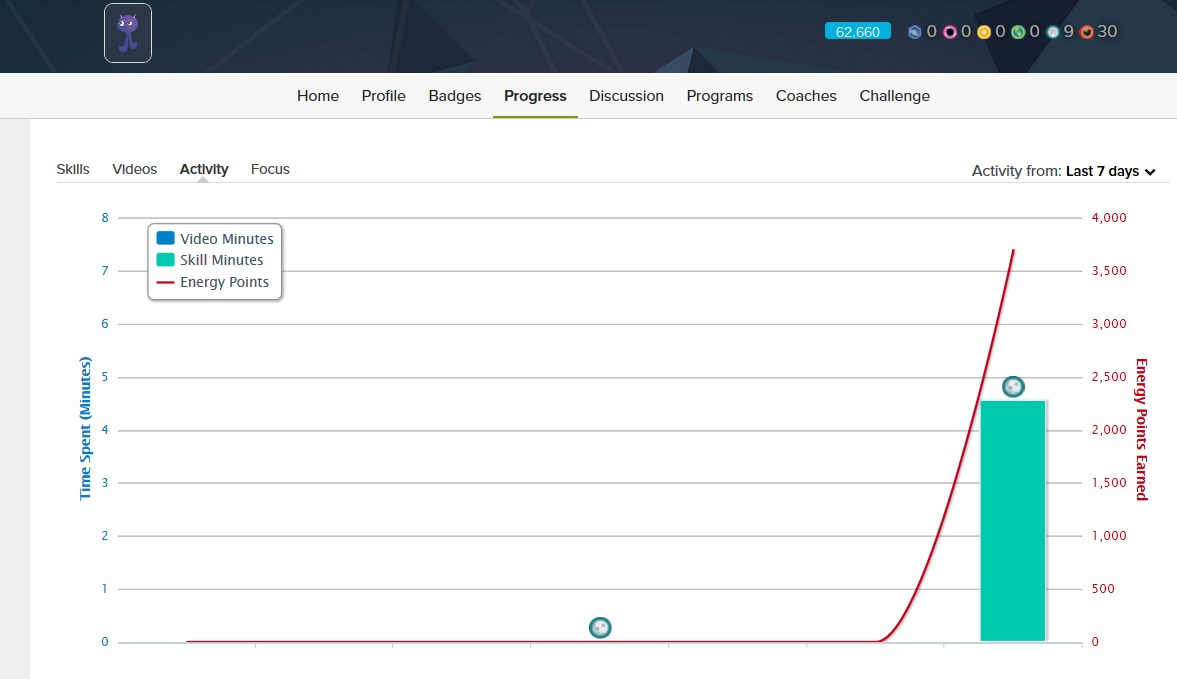 62,660 0 0 0 0 9 30
Home Profile Badges Progress Discussion Programs Coaches Challenge
Skills Videos Activity Focus
Activity from: Last 7 days
8
7
6
5
4
3
2
1
0
Time Spent (Minutes)
Video Minutes
Skill Minutes
Energy Points
4,000
3,500
3,000
2,500
2,000
1,500
1,000
500
0
Energy Points Earned